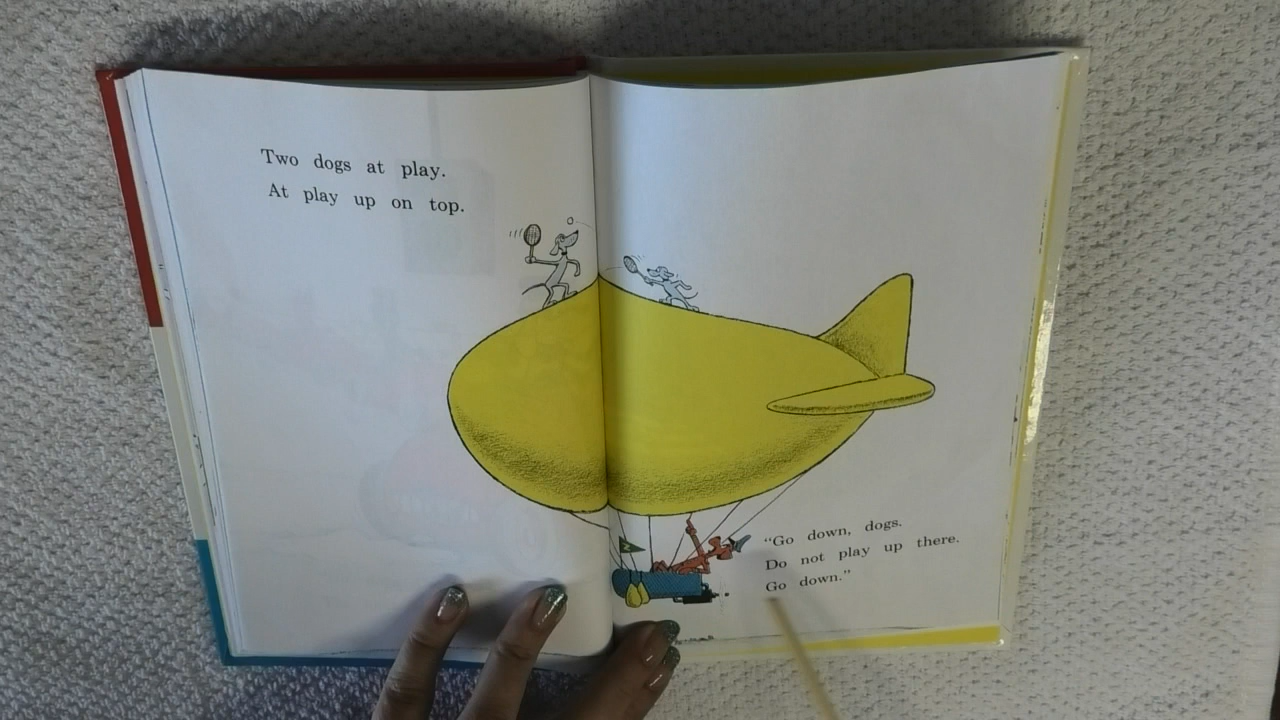 Two dogs at play.
At play up on top.
“Go down, dogs.
Do not play up there.
Go down.”